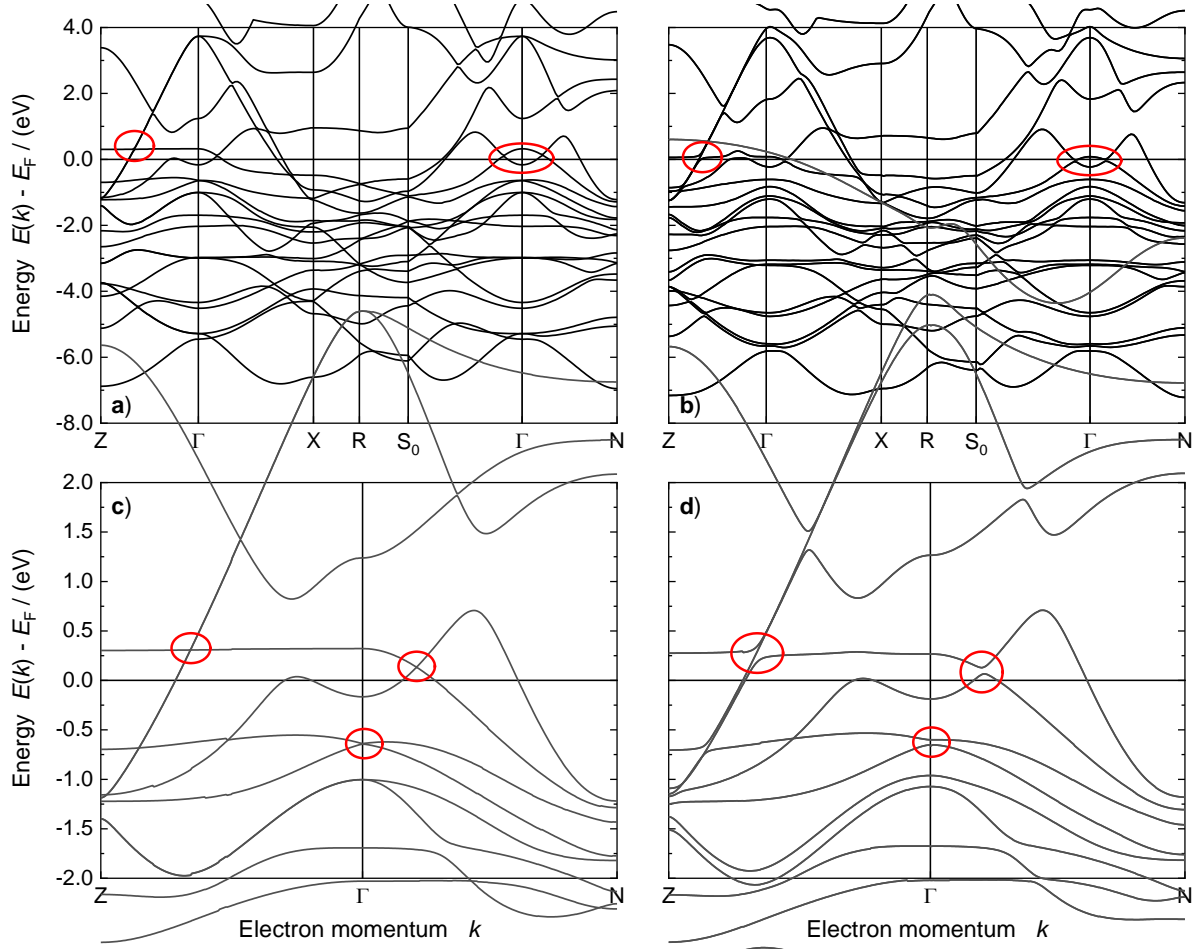 4.0
2.0
0.0
-2.0
-4.0
-6.0
-8.0
Energy E(k) - E_F / (eV)
a)
Z Γ X R S₀ Γ N
b)
Z Γ X R S₀ Γ N
2.0
1.5
1.0
0.5
0.0
-0.5
-1.0
-1.5
-2.0
Energy E(k) - E_F / (eV)
c)
Z Γ N
Electron momentum k
d)
Z Γ N
Electron momentum k